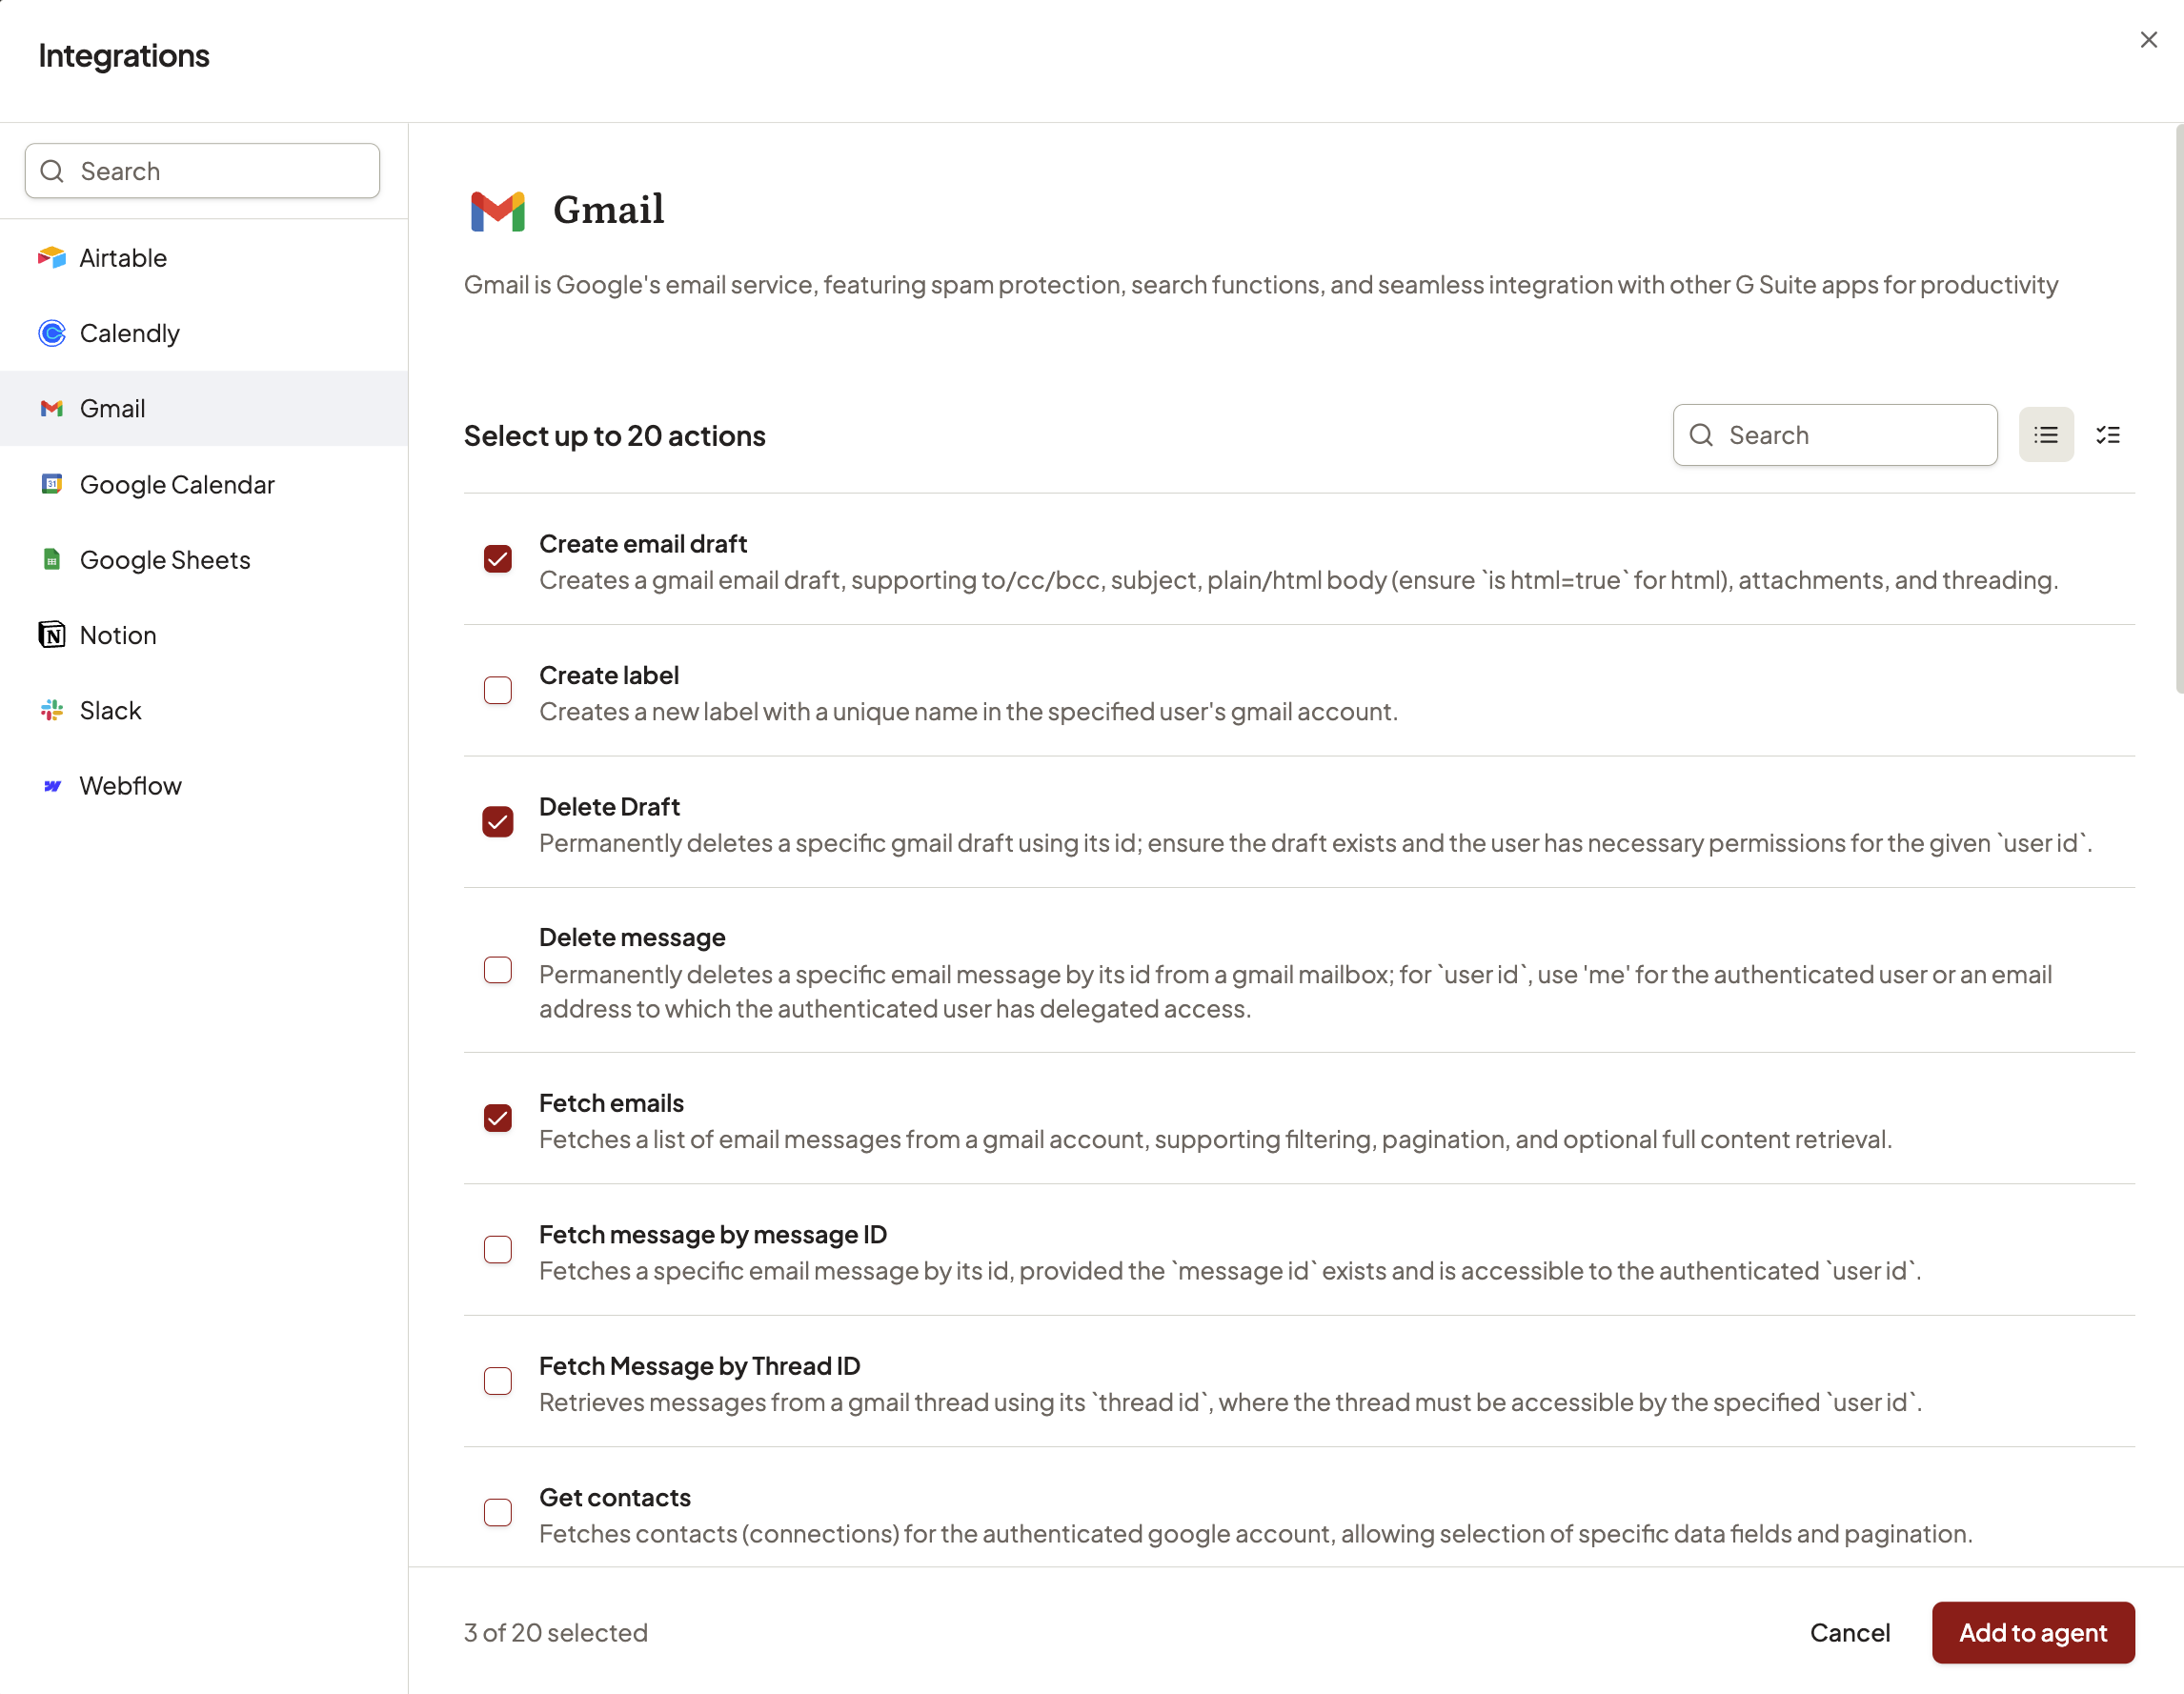 Integrations
Search
Airtable
Calendly
Gmail
Google Calendar
Google Sheets
Notion
Slack
Webflow
Gmail
Gmail is Google's email service, featuring spam protection, search functions, and seamless integration with other G Suite apps for productivity
Select up to 20 actions
Search
Create email draft
Creates a gmail email draft, supporting to/cc/bcc, subject, plain/html body (ensure `is html=true` for html), attachments, and threading.
Create label
Creates a new label with a unique name in the specified user's gmail account.
Delete Draft
Permanently deletes a specific gmail draft using its id; ensure the draft exists and the user has necessary permissions for the given `user id`.
Delete message
Permanently deletes a specific email message by its id from a gmail mailbox; for `user id`, use 'me' for the authenticated user or an email
address to which the authenticated user has delegated access.
Fetch emails
Fetches a list of email messages from a gmail account, supporting filtering, pagination, and optional full content retrieval.
Fetch message by message ID
Fetches a specific email message by its id, provided the `message id` exists and is accessible to the authenticated `user id`.
Fetch Message by Thread ID
Retrieves messages from a gmail thread using its `thread id`, where the thread must be accessible by the specified `user id`.
Get contacts
Fetches contacts (connections) for the authenticated google account, allowing selection of specific data fields and pagination.
3 of 20 selected
Cancel
Add to agent